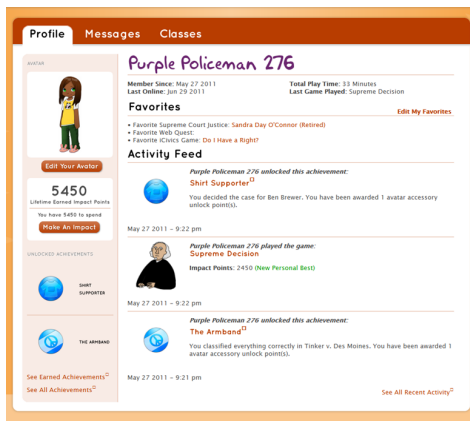 Profile Messages Classes
AVATAR
Edit Your Avatar
5450
Lifetime Earned Impact Points
You have 5450 to spend
Make An Impact
UNLOCKED ACHIEVEMENTS
SHIRT
SUPPORTER
THE ARMBAND
See Earned Achievements
See All Achievements
Purple Policeman 276
Member Since: May 27 2011 Total Play Time: 33 Minutes
Last Online: Jun 29 2011 Last Game Played: Supreme Decision
Favorites Edit My Favorites
• Favorite Supreme Court Justice: Sandra Day O'Connor (Retired)
• Favorite Web Quest:
• Favorite iCivics Game: Do I Have a Right?
Activity Feed
Purple Policeman 276 unlocked this achievement:
Shirt Supporter
You decided the case for Ben Brewer. You have been awarded 1 avatar accessory
unlock point(s).
May 27 2011 - 9:22 pm
Purple Policeman 276 played the game:
Supreme Decision
Impact Points: 2450 (New Personal Best)
May 27 2011 - 9:22 pm
Purple Policeman 276 unlocked this achievement:
The Armband
You classified everything correctly in Tinker v. Des Moines. You have been awarded 1
avatar accessory unlock point(s).
May 27 2011 - 9:21 pm
See All Recent Activity